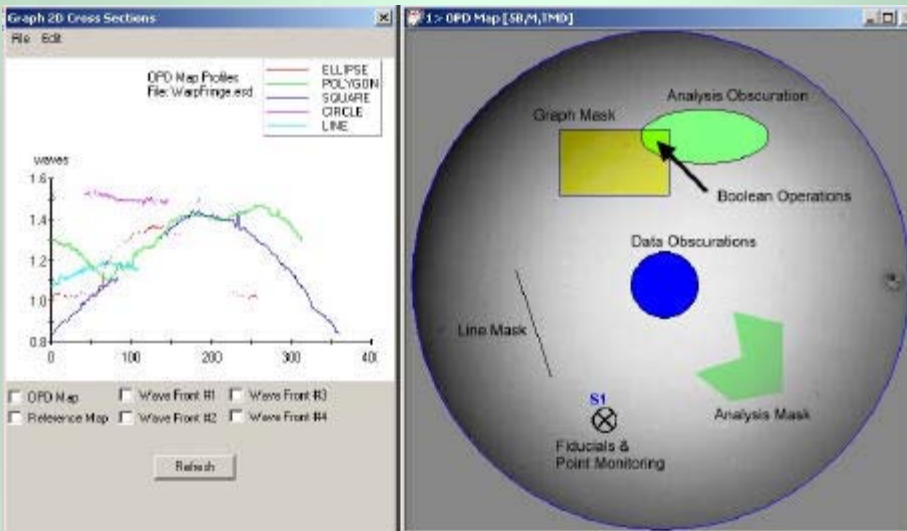 Graph 2D Cross Sections
File Edit
OPD Map Profiles
File: WarpFringe.esd
ELLIPSE
POLYGON
SQUARE
CIRCLE
LINE
waves
1.6
1.4
1.2
1.0
0.8
0 100 200 300 400
OPD Map Wave Front #1 Wave Front #3
Reference Map Wave Front #2 Wave Front #4
Refresh
1> OPD Map [SB/M,TMD]
Analysis Obscuration
Graph Mask
Boolean Operations
Data Obscurations
Line Mask
Analysis Mask
S1
Fiducials &
Point Monitoring